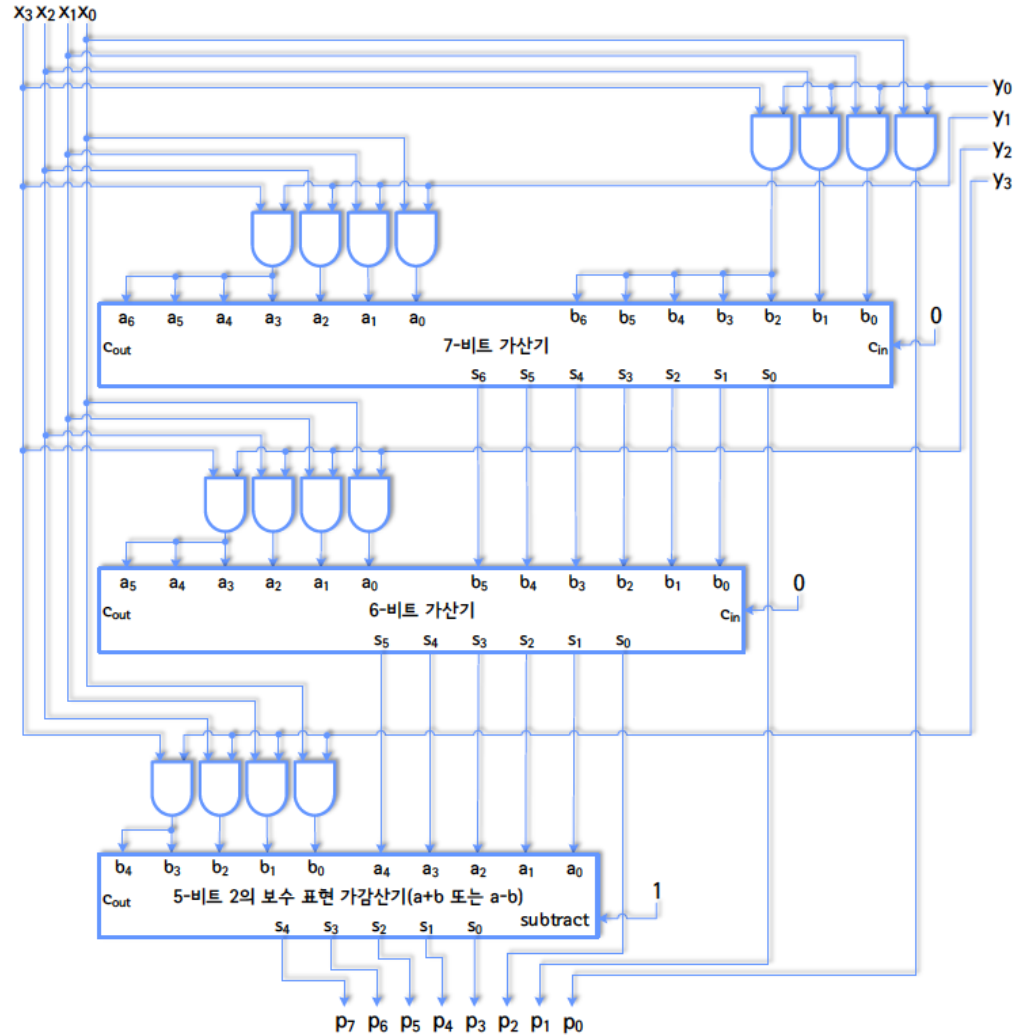 x₃ x₂ x₁ x₀
y₀
y₁
y₂
y₃
a₆ a₅ a₄ a₃ a₂ a₁ a₀ b₆ b₅ b₄ b₃ b₂ b₁ b₀ 0
c_out 7-비트 가산기 c_in
s₆ s₅ s₄ s₃ s₂ s₁ s₀
a₅ a₄ a₃ a₂ a₁ a₀ b₅ b₄ b₃ b₂ b₁ b₀ 0
c_out 6-비트 가산기 c_in
s₅ s₄ s₃ s₂ s₁ s₀
b₄ b₃ b₂ b₁ b₀ a₄ a₃ a₂ a₁ a₀
c_out 5-비트 2의 보수 표현 가감산기(a+b 또는 a-b) 1
subtract
s₄ s₃ s₂ s₁ s₀
p₇ p₆ p₅ p₄ p₃ p₂ p₁ p₀